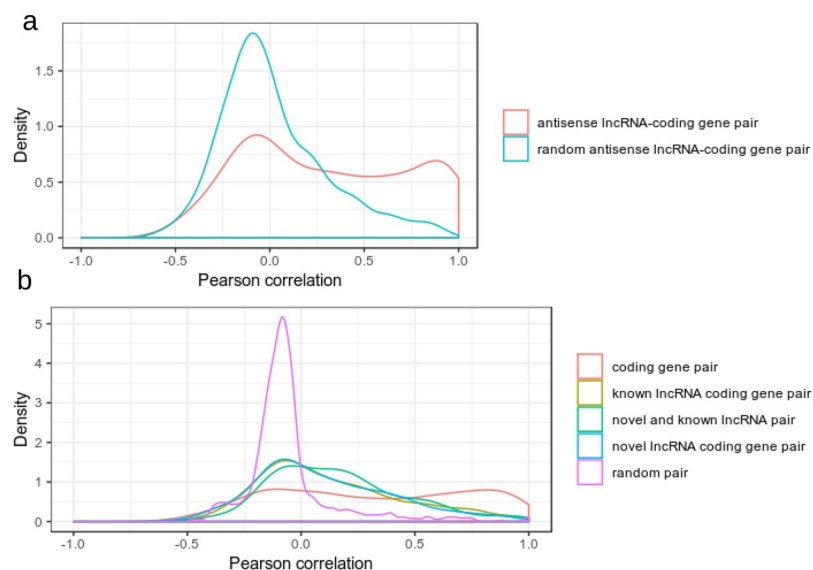 a
1.5
1.0
0.5
0.0
Density
-1.0 -0.5 0.0 0.5 1.0
Pearson correlation
antisense lncRNA-coding gene pair
random antisense lncRNA-coding gene pair
b
5
4
3
2
1
0
Density
-1.0 -0.5 0.0 0.5 1.0
Pearson correlation
coding gene pair
known lncRNA coding gene pair
novel and known lncRNA pair
novel lncRNA coding gene pair
random pair